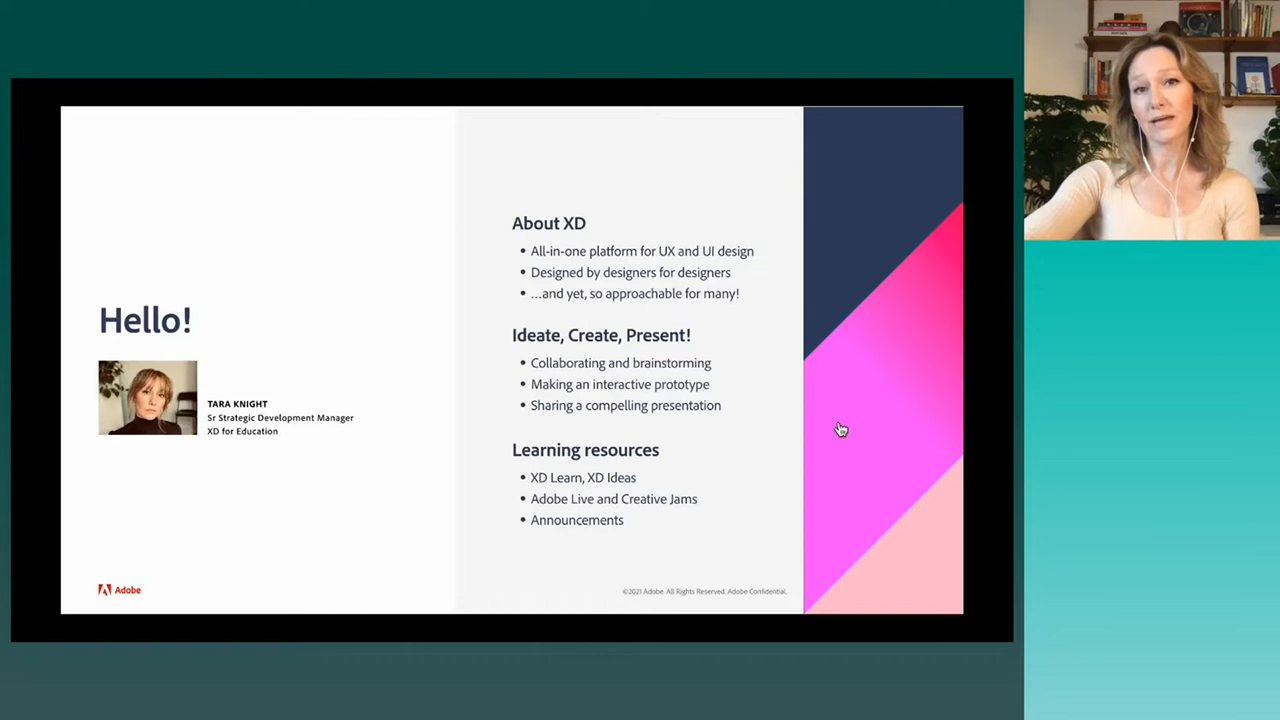 Hello!
TARA KNIGHT
Sr Strategic Development Manager
XD for Education
Adobe
About XD
• All-in-one platform for UX and UI design
• Designed by designers for designers
• …and yet, so approachable for many!
Ideate, Create, Present!
• Collaborating and brainstorming
• Making an interactive prototype
• Sharing a compelling presentation
Learning resources
• XD Learn, XD Ideas
• Adobe Live and Creative Jams
• Announcements
©2021 Adobe. All Rights Reserved. Adobe Confidential.